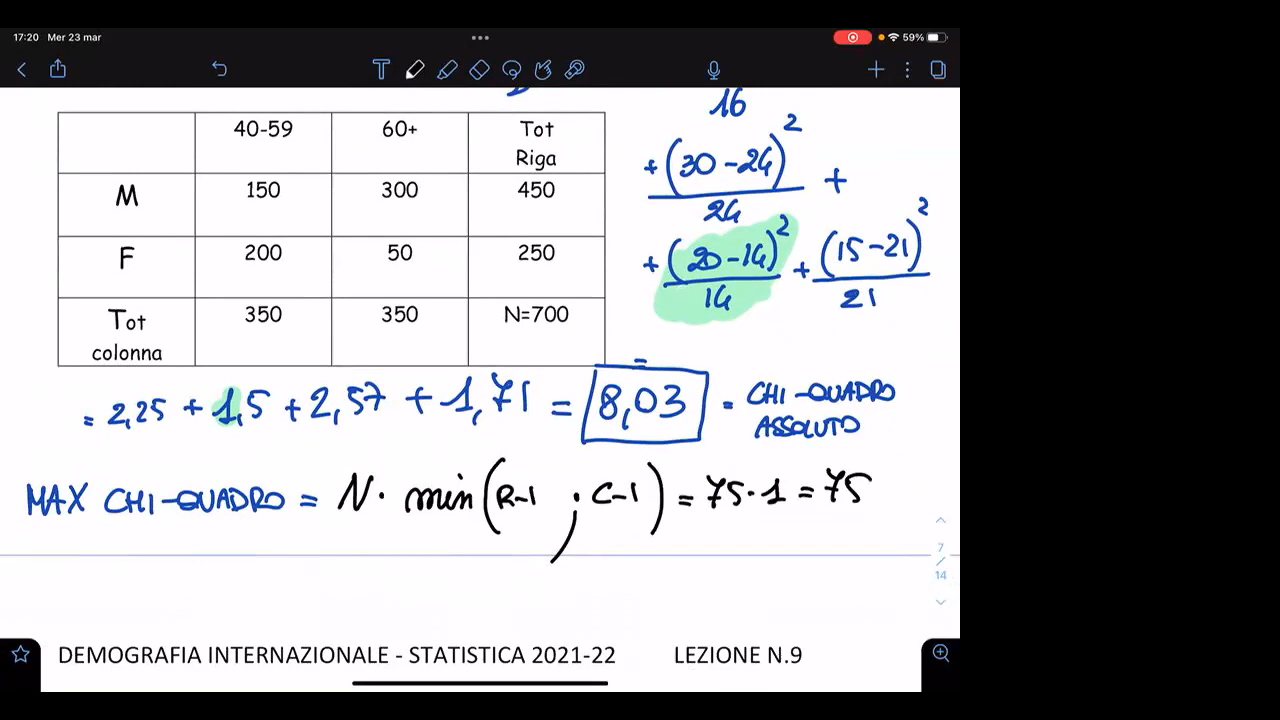 17:20 Mer 23 mar
59%
T
16
+ (30-24)²
24
+
+ (20-14)²
14
+ (15-21)²
21
40-59 60+ Tot Riga
M 150 300 450
F 200 50 250
Tot colonna 350 350 N=700
=
= 2,25 + 1,5 + 2,57 + 1,71 = 8,03 = CHI-QUADRO
ASSOLUTO
MAX CHI-QUADRO = N · min (R-1 ; C-1) = 75 · 1 = 75
7
/
14
DEMOGRAFIA INTERNAZIONALE - STATISTICA 2021-22 LEZIONE N.9